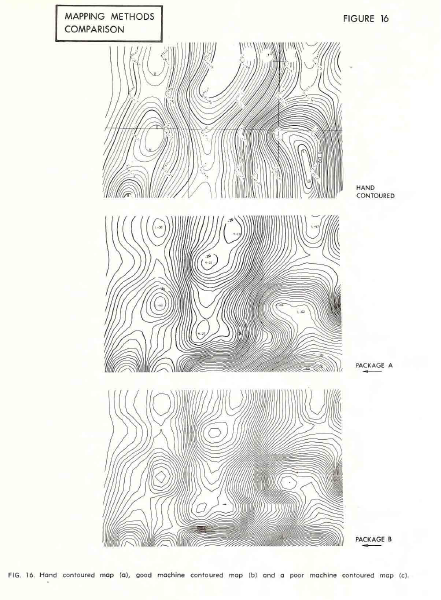 MAPPING METHODS
COMPARISON
FIGURE 16
HAND
CONTOURED
PACKAGE A
PACKAGE B
FIG. 16. Hand contoured map (a), good machine contoured map (b) and a poor machine contoured map (c).